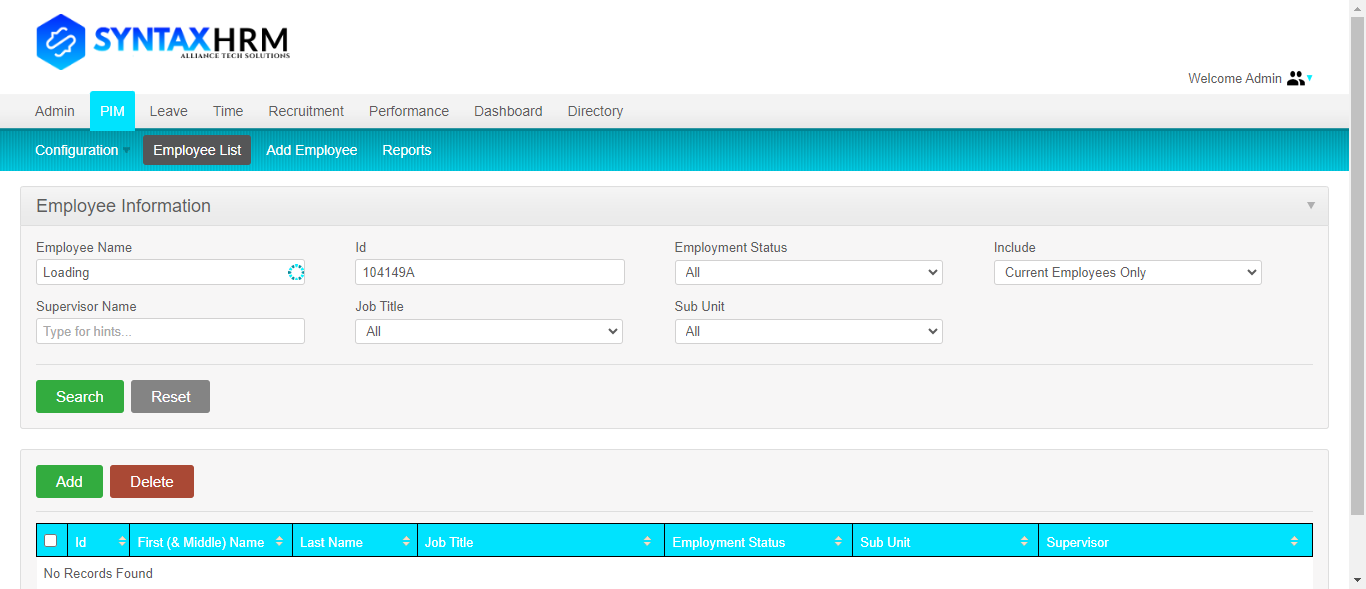 SYNTAXHRM
ALLIANCE TECH SOLUTIONS
Welcome Admin
Admin PIM Leave Time Recruitment Performance Dashboard Directory
Configuration Employee List Add Employee Reports
Employee Information
Employee Name Id Employment Status Include
Loading 104149A All Current Employees Only
Supervisor Name Job Title Sub Unit
Type for hints... All All
Search Reset
Add Delete
Id First (& Middle) Name Last Name Job Title Employment Status Sub Unit Supervisor
No Records Found